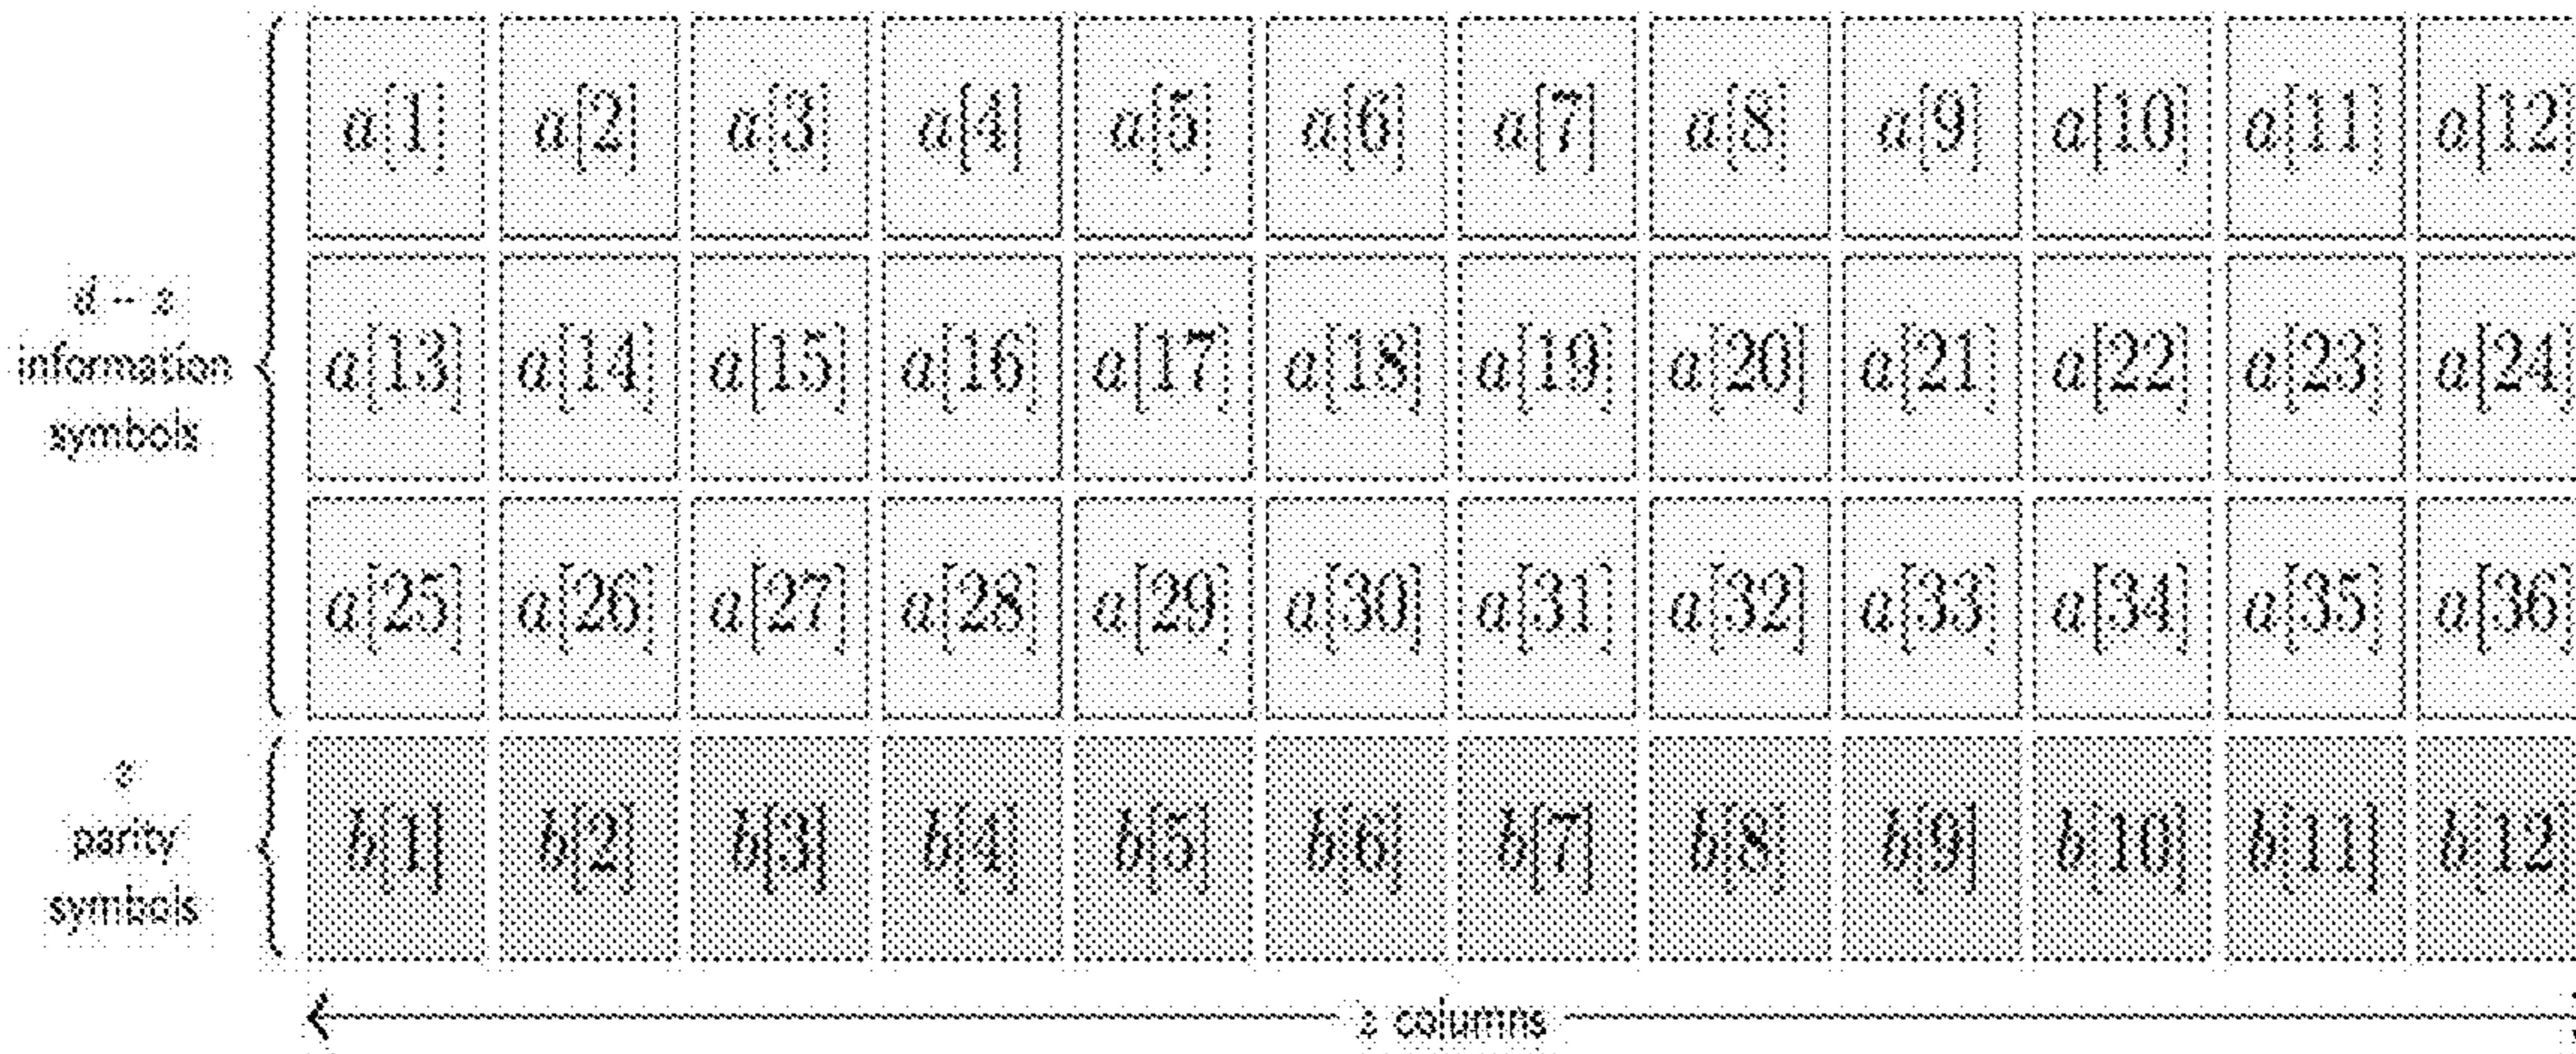 a[1] a[2] a[3] a[4] a[5] a[6] a[7] a[8] a[9] a[10] a[11] a[12]
information
symbols
a[13] a[14] a[15] a[16] a[17] a[18] a[19] a[20] a[21] a[22] a[23] a[24]
a[25] a[26] a[27] a[28] a[29] a[30] a[31] a[32] a[33] a[34] a[35] a[36]
parity
symbols
b[1] b[2] b[3] b[4] b[5] b[6] b[7] b[8] b[9] b[10] b[11] b[12]
columns